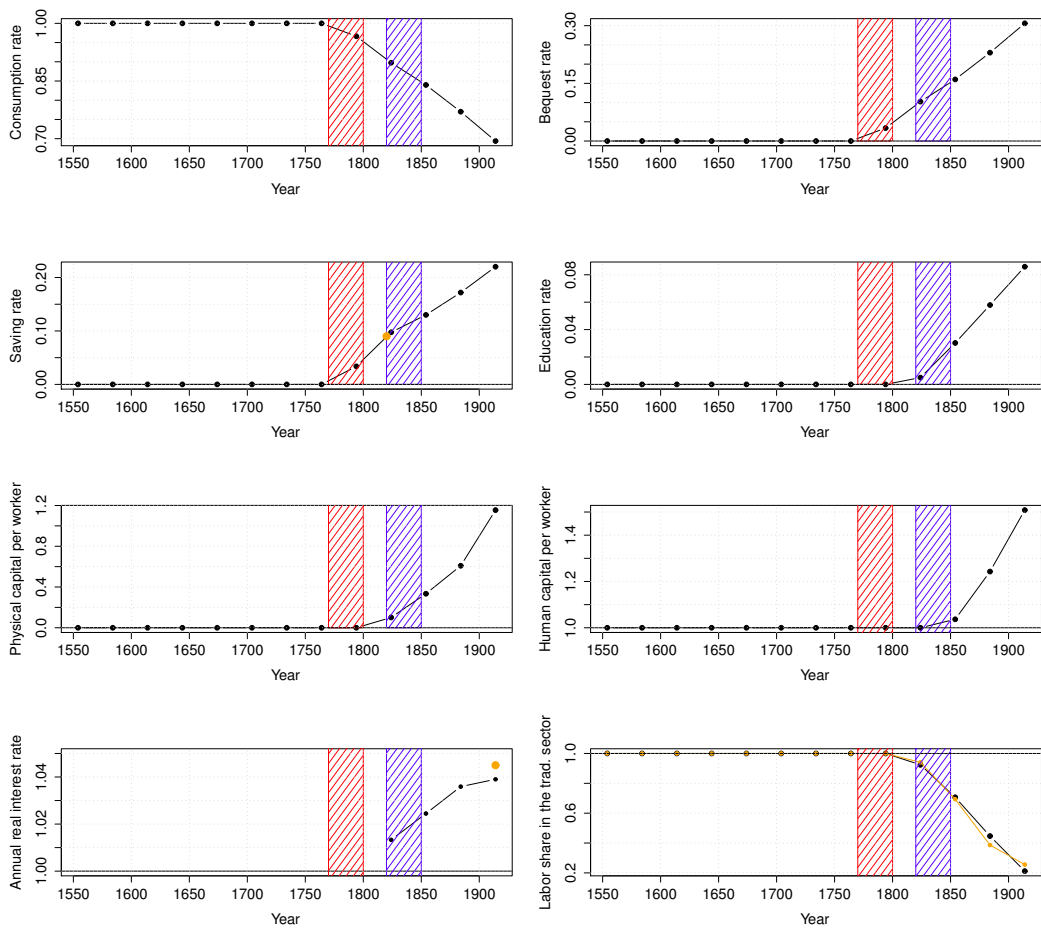 Consumption rate
1.00
0.85
0.70
1550 1600 1650 1700 1750 1800 1850 1900
Year
Bequest rate
0.30
0.15
0.00
1550 1600 1650 1700 1750 1800 1850 1900
Year
Saving rate
0.20
0.10
0.00
1550 1600 1650 1700 1750 1800 1850 1900
Year
Education rate
0.08
0.04
0.00
1550 1600 1650 1700 1750 1800 1850 1900
Year
Physical capital per worker
1.2
0.8
0.4
0.0
1550 1600 1650 1700 1750 1800 1850 1900
Year
Human capital per worker
1.4
1.2
1.0
1550 1600 1650 1700 1750 1800 1850 1900
Year
Annual real interest rate
1.04
1.02
1.00
1550 1600 1650 1700 1750 1800 1850 1900
Year
Labor share in the trad. sector
1.0
0.6
0.2
1550 1600 1650 1700 1750 1800 1850 1900
Year